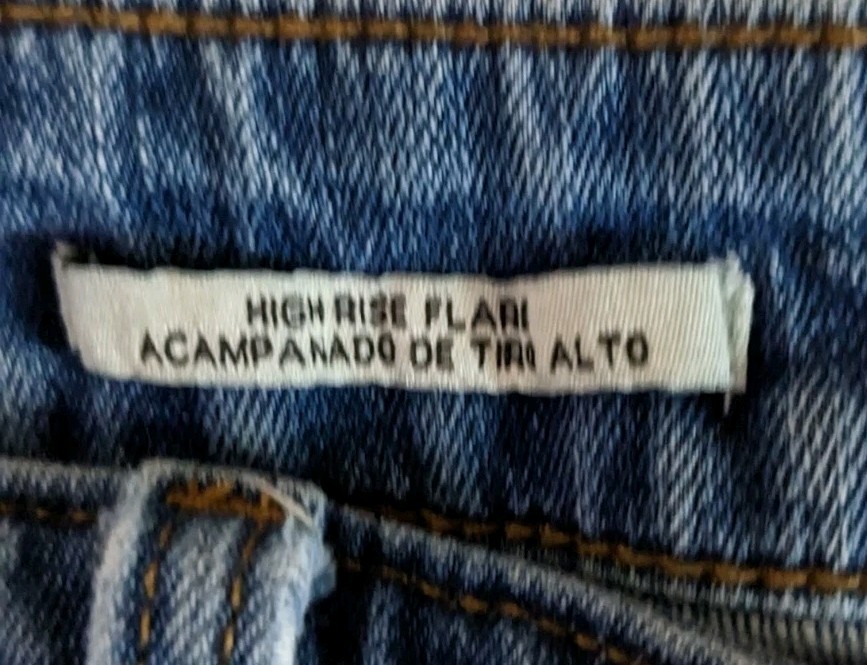 HIGH RISE FLARE
ACAMPANADO DE TIRO ALTO